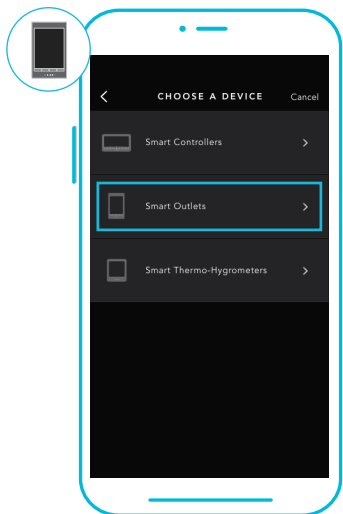 CHOOSE A DEVICE Cancel
Smart Controllers
Smart Outlets
Smart Thermo-Hygrometers